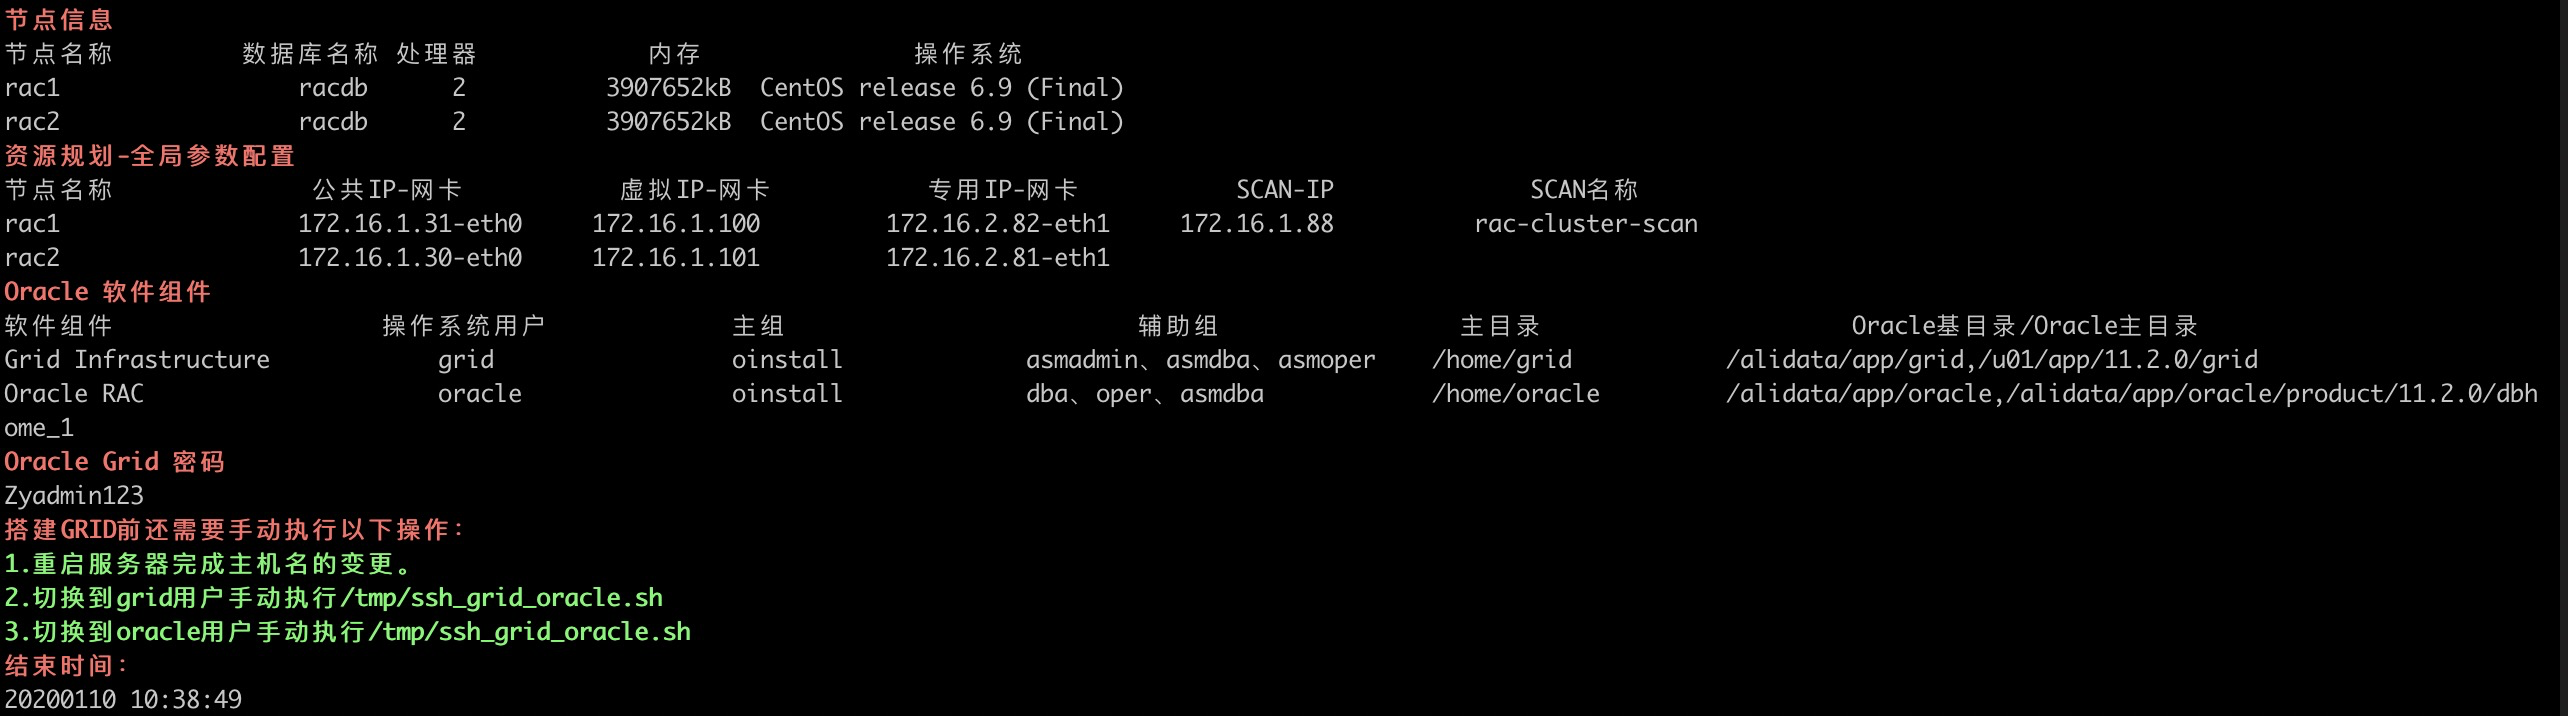 节点信息
节点名称 数据库名称 处理器 内存 操作系统
rac1 racdb 2 3907652kB CentOS release 6.9 (Final)
rac2 racdb 2 3907652kB CentOS release 6.9 (Final)
资源规划-全局参数配置
节点名称 公共IP-网卡 虚拟IP-网卡 专用IP-网卡 SCAN-IP SCAN名称
rac1 172.16.1.31-eth0 172.16.1.100 172.16.2.82-eth1 172.16.1.88 rac-cluster-scan
rac2 172.16.1.30-eth0 172.16.1.101 172.16.2.81-eth1
Oracle 软件组件
软件组件 操作系统用户 主组 辅助组 主目录 Oracle基目录/Oracle主目录
Grid Infrastructure grid oinstall asmadmin、asmdba、asmoper /home/grid /alidata/app/grid,/u01/app/11.2.0/grid
Oracle RAC oracle oinstall dba、oper、asmdba /home/oracle /alidata/app/oracle,/alidata/app/oracle/product/11.2.0/dbh
ome_1
Oracle Grid 密码
Zyadmin123
搭建GRID前还需要手动执行以下操作：
1.重启服务器完成主机名的变更。
2.切换到grid用户手动执行/tmp/ssh_grid_oracle.sh
3.切换到oracle用户手动执行/tmp/ssh_grid_oracle.sh
结束时间：
20200110 10:38:49